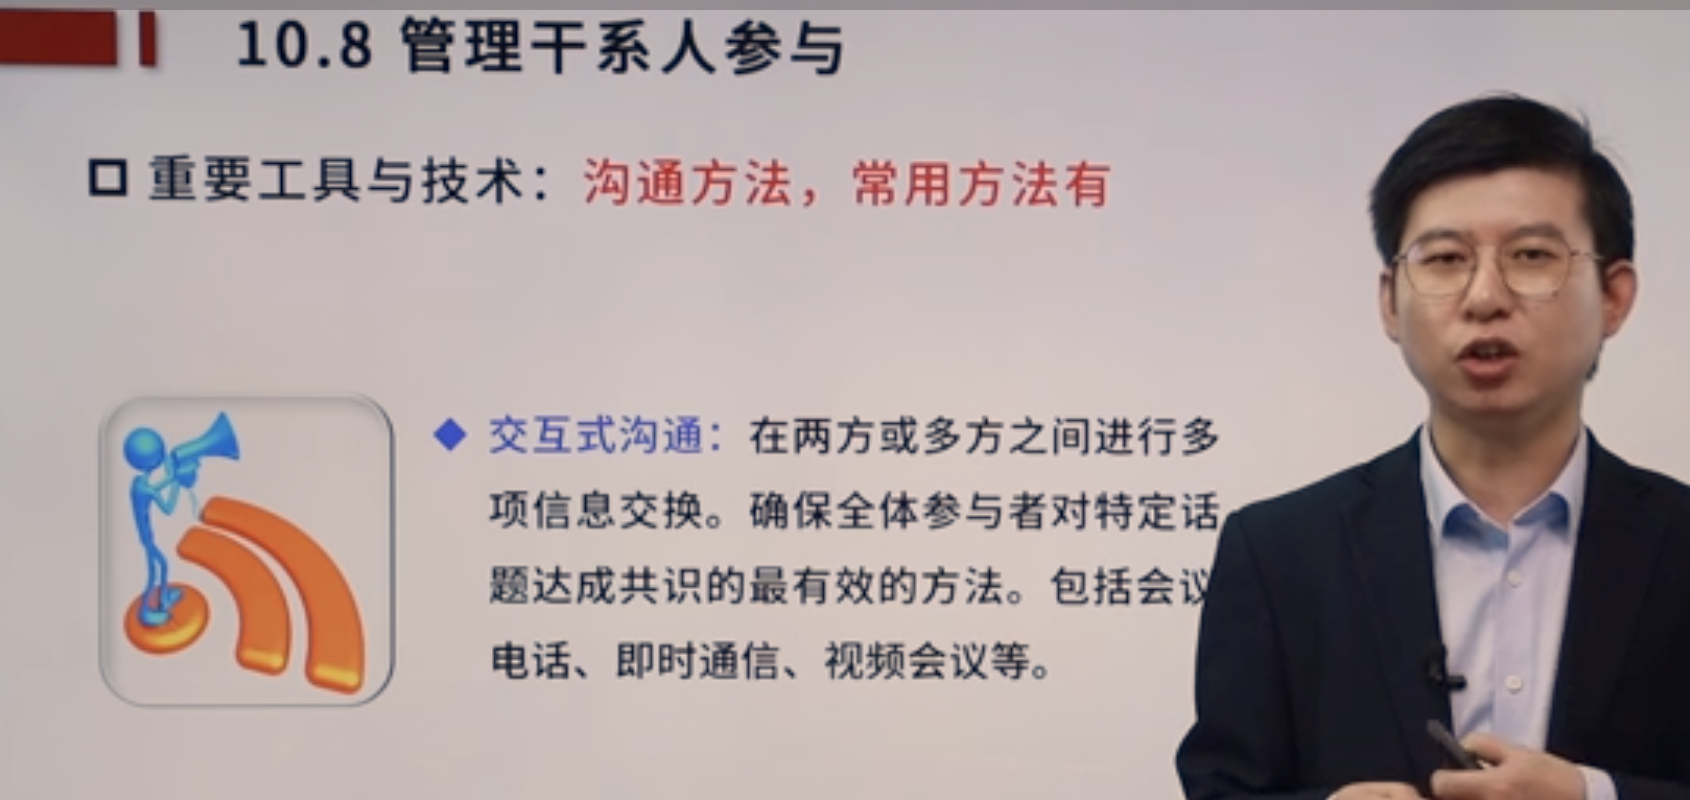 10.8 管理干系人参与
重要工具与技术：沟通方法，常用方法有
交互式沟通：在两方或多方之间进行多
项信息交换。确保全体参与者对特定话
题达成共识的最有效的方法。包括会议
电话、即时通信、视频会议等。